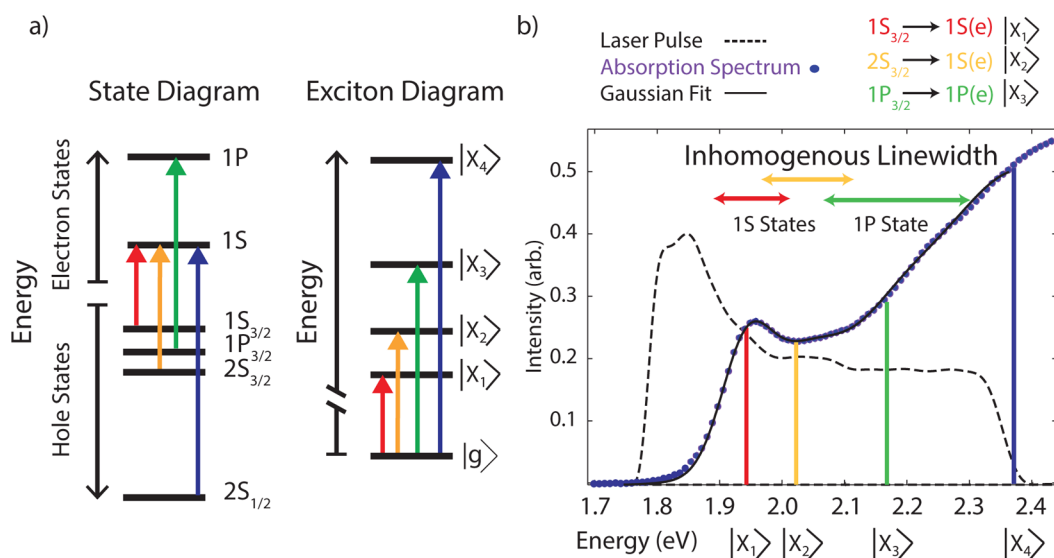 a)
State Diagram
Exciton Diagram
Energy
Electron States
Hole States
1P
1S
1S3/2
1P3/2
2S3/2
2S1/2
Energy
|X4⟩
|X3⟩
|X2⟩
|X1⟩
|g⟩
b)
Laser Pulse
Absorption Spectrum
Gaussian Fit
1S3/2 → 1S(e) |X1⟩
2S3/2 → 1S(e) |X2⟩
1P3/2 → 1P(e) |X3⟩
Inhomogenous Linewidth
1S States
1P State
Intensity (arb.)
0.5
0.4
0.3
0.2
0.1
1.7 1.8 1.9 2.0 2.1 2.2 2.3 2.4
Energy (eV) |X1⟩ |X2⟩ |X3⟩ |X4⟩